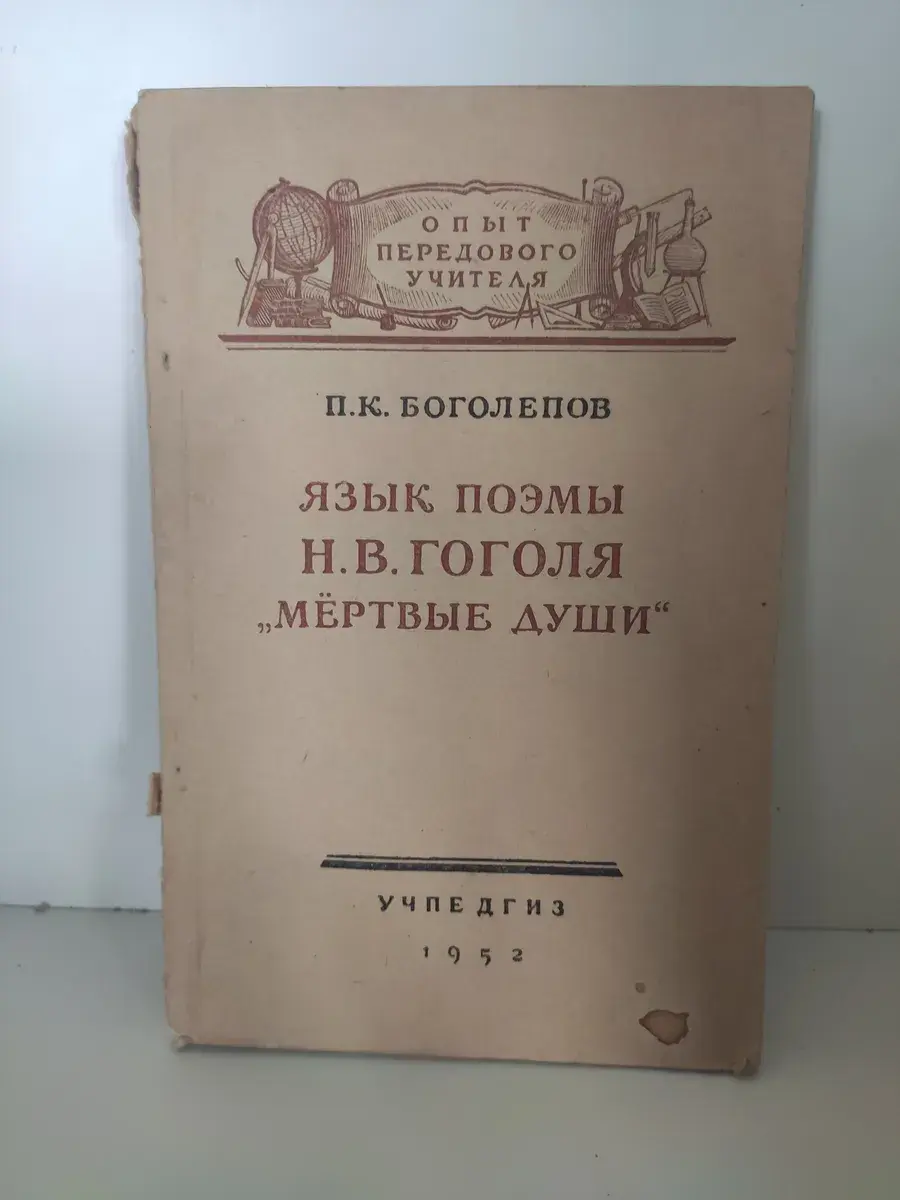 ОПЫТ
ПЕРЕДОВОГО
УЧИТЕЛЯ
П.К. БОГОЛЕПОВ
ЯЗЫК ПОЭМЫ
Н.В. ГОГОЛЯ
„МЁРТВЫЕ ДУШИ“
УЧПЕДГИЗ
1952